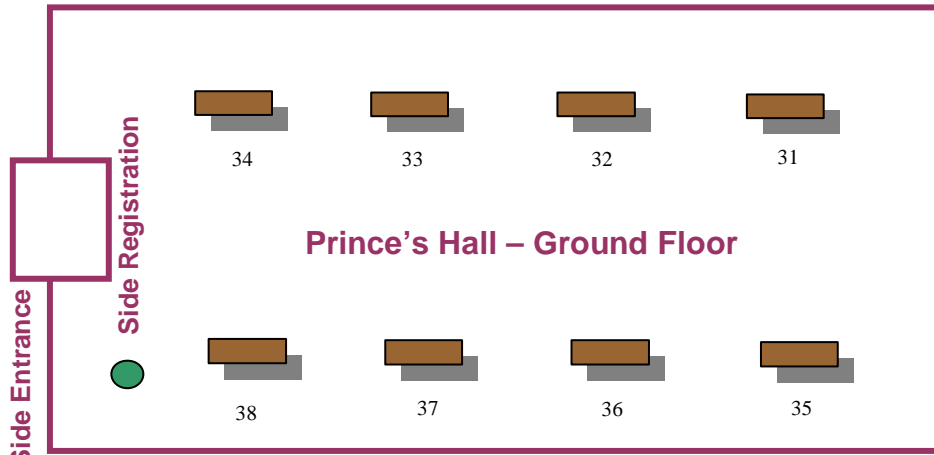 34 33 32 31
Side Registration
Prince's Hall – Ground Floor
Side Entrance
38 37 36 35